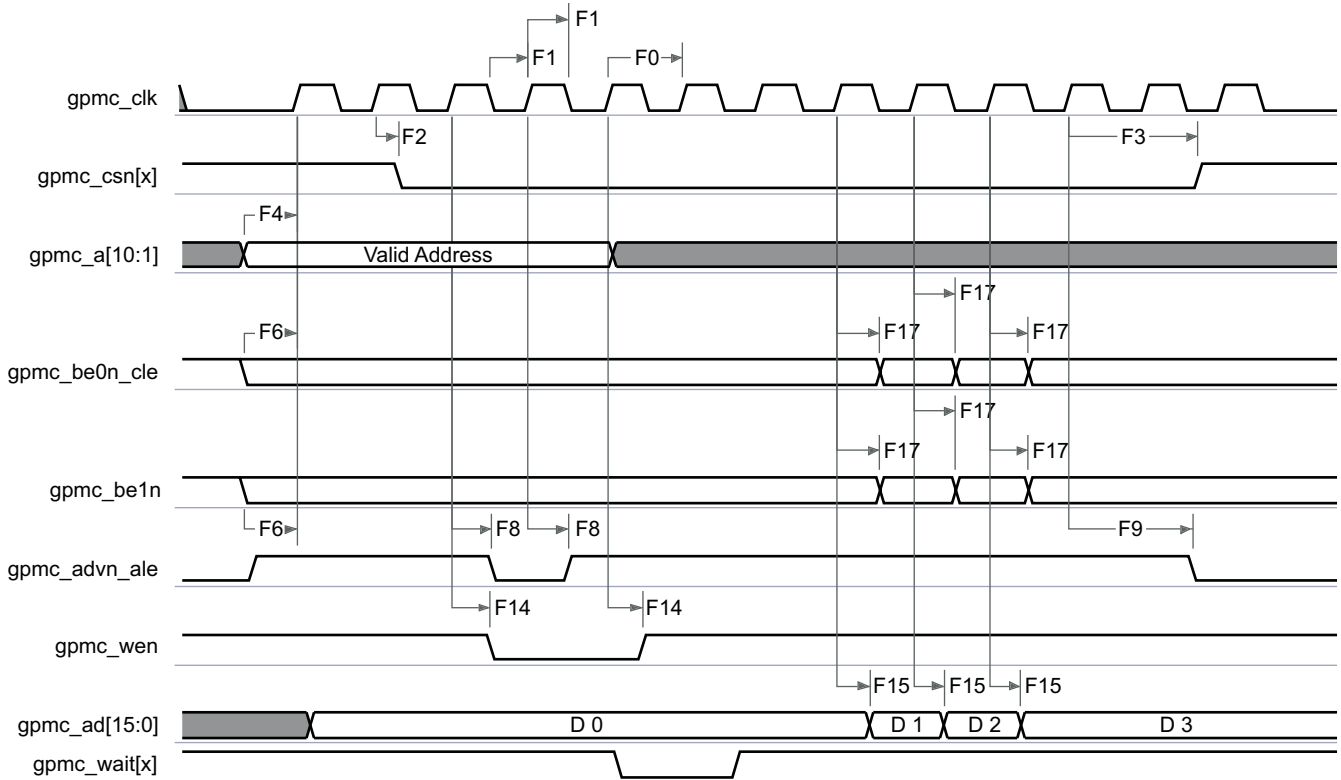 F1
F1 F0
gpmc_clk
F2 F3
gpmc_csn[x]
F4
gpmc_a[10:1] Valid Address
F17
F6 F17 F17
gpmc_be0n_cle
F17
F17 F17
gpmc_be1n
F6 F8 F8 F9
gpmc_advn_ale
F14 F14
gpmc_wen
F15 F15 F15
gpmc_ad[15:0] D 0 D 1 D 2 D 3
gpmc_wait[x]